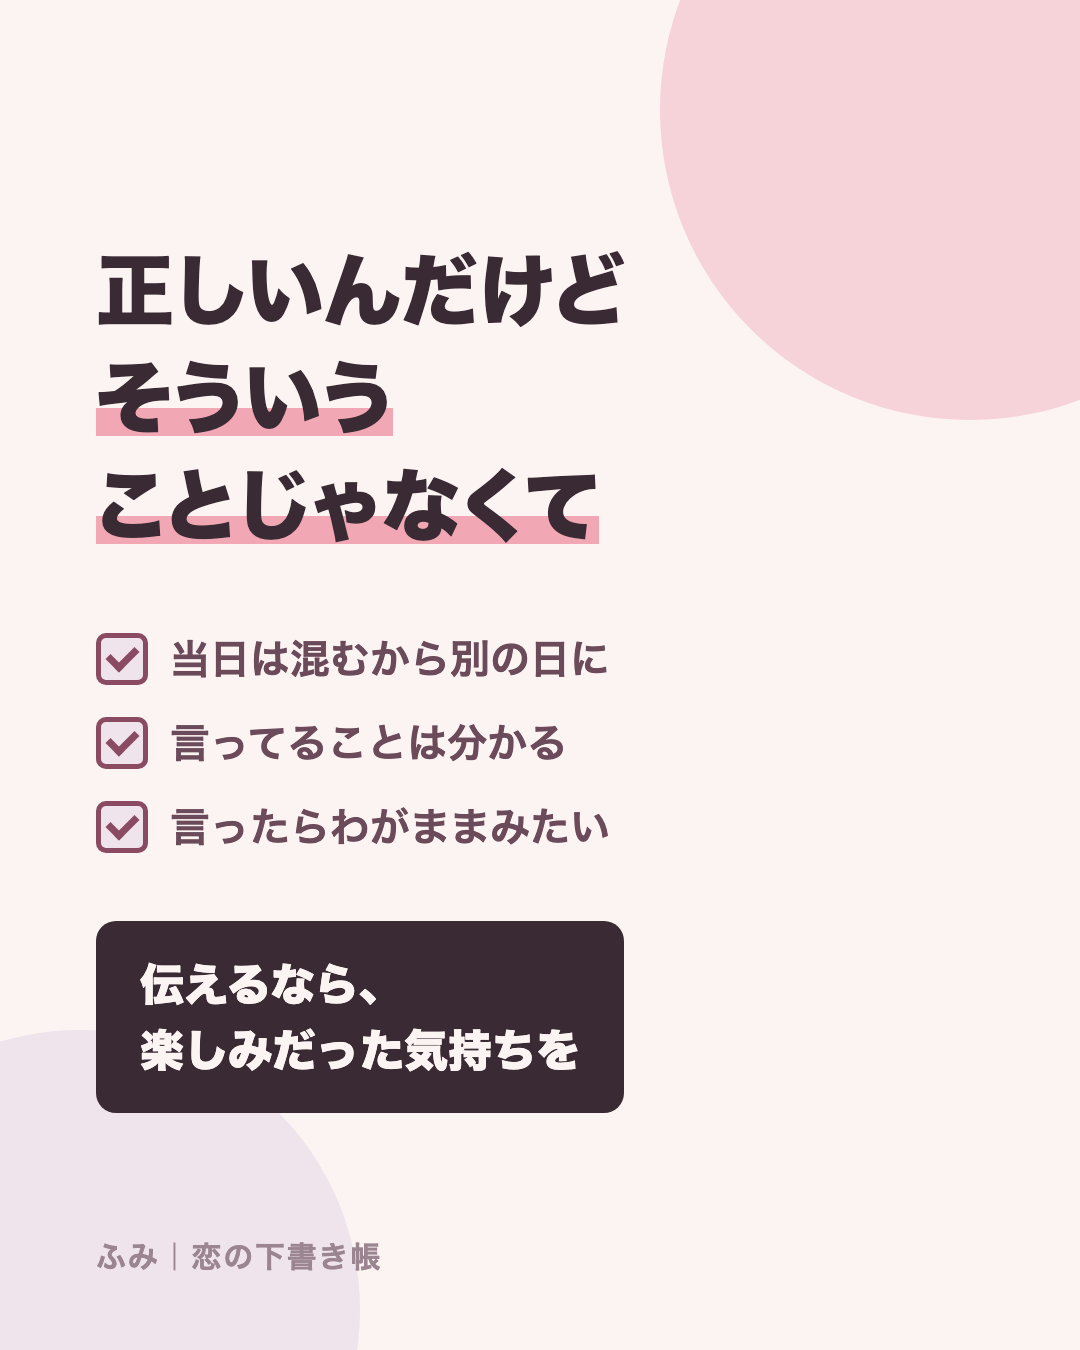 正しいんだけど
そういう
ことじゃなくて
当日は混むから別の日に
言ってることは分かる
言ったらわがままみたい
伝えるなら、
楽しみだった気持ちを
ふみ｜恋の下書き帳